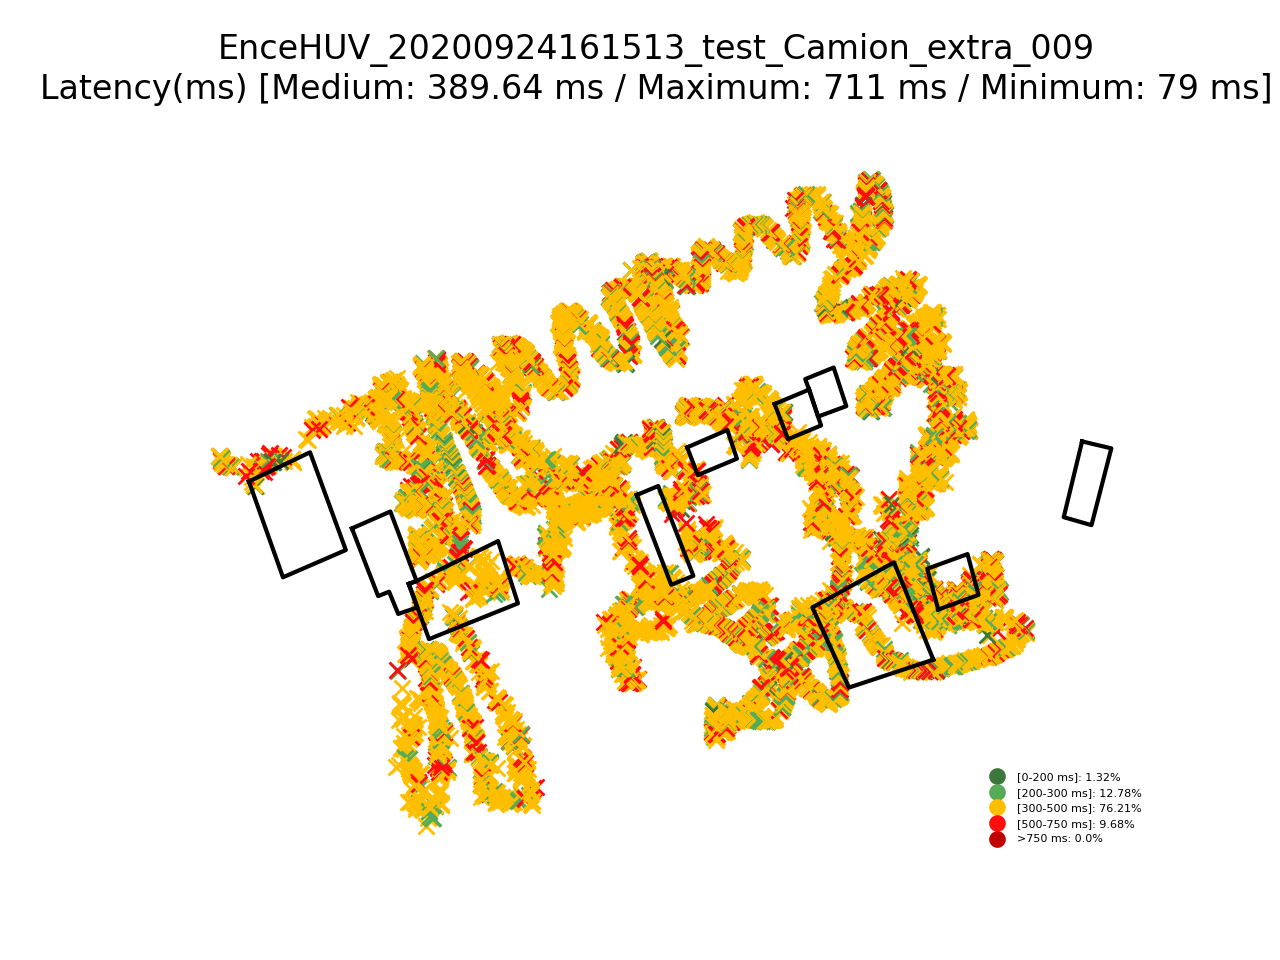 EnceHUV_20200924161513_test_Camion_extra_009
Latency(ms) [Medium: 389.64 ms / Maximum: 711 ms / Minimum: 79 ms]
[0-200 ms]: 1.32%
[200-300 ms]: 12.78%
[300-500 ms]: 76.21%
[500-750 ms]: 9.68%
>750 ms: 0.0%